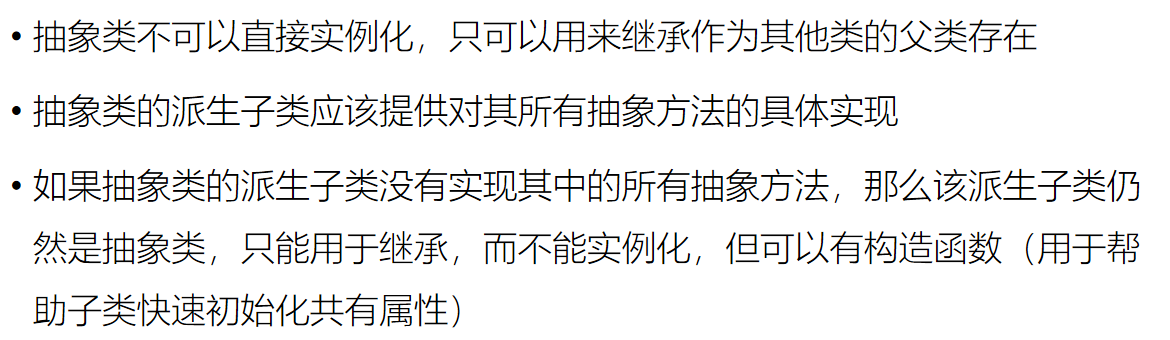 • 抽象类不可以直接实例化，只可以用来继承作为其他类的父类存在
• 抽象类的派生子类应该提供对其所有抽象方法的具体实现
• 如果抽象类的派生子类没有实现其中的所有抽象方法，那么该派生子类仍
然是抽象类，只能用于继承，而不能实例化，但可以有构造函数（用于帮
助子类快速初始化共有属性）